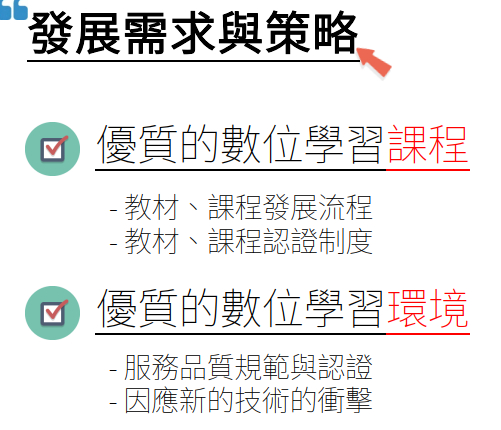 發展需求與策略
優質的數位學習課程
- 教材、課程發展流程
- 教材、課程認證制度
優質的數位學習環境
- 服務品質規範與認證
- 因應新的技術的衝擊